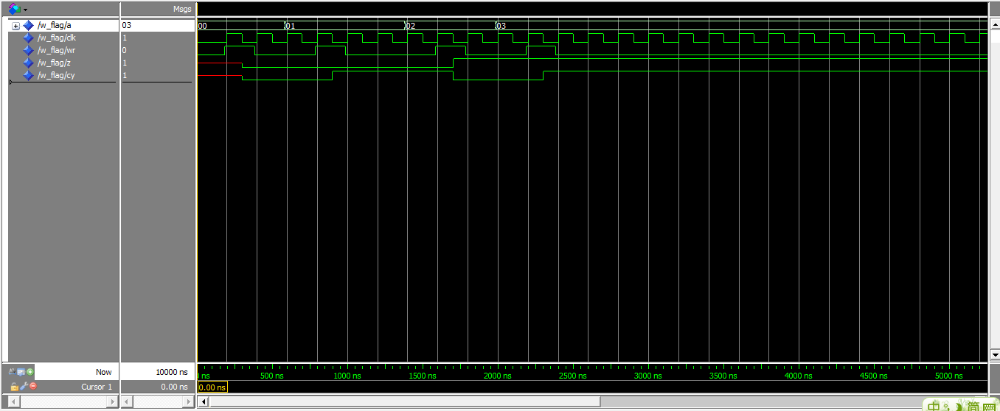 Msgs
/w_flag/a 03 00 01 02 03
/w_flag/clk 1
/w_flag/wr 0
/w_flag/z 1
/w_flag/cy 1
Now 10000 ns ns 500 ns 1000 ns 1500 ns 2000 ns 2500 ns 3000 ns 3500 ns 4000 ns 4500 ns 5000 ns
Cursor 1 0.00 ns 0.00 ns
中 简